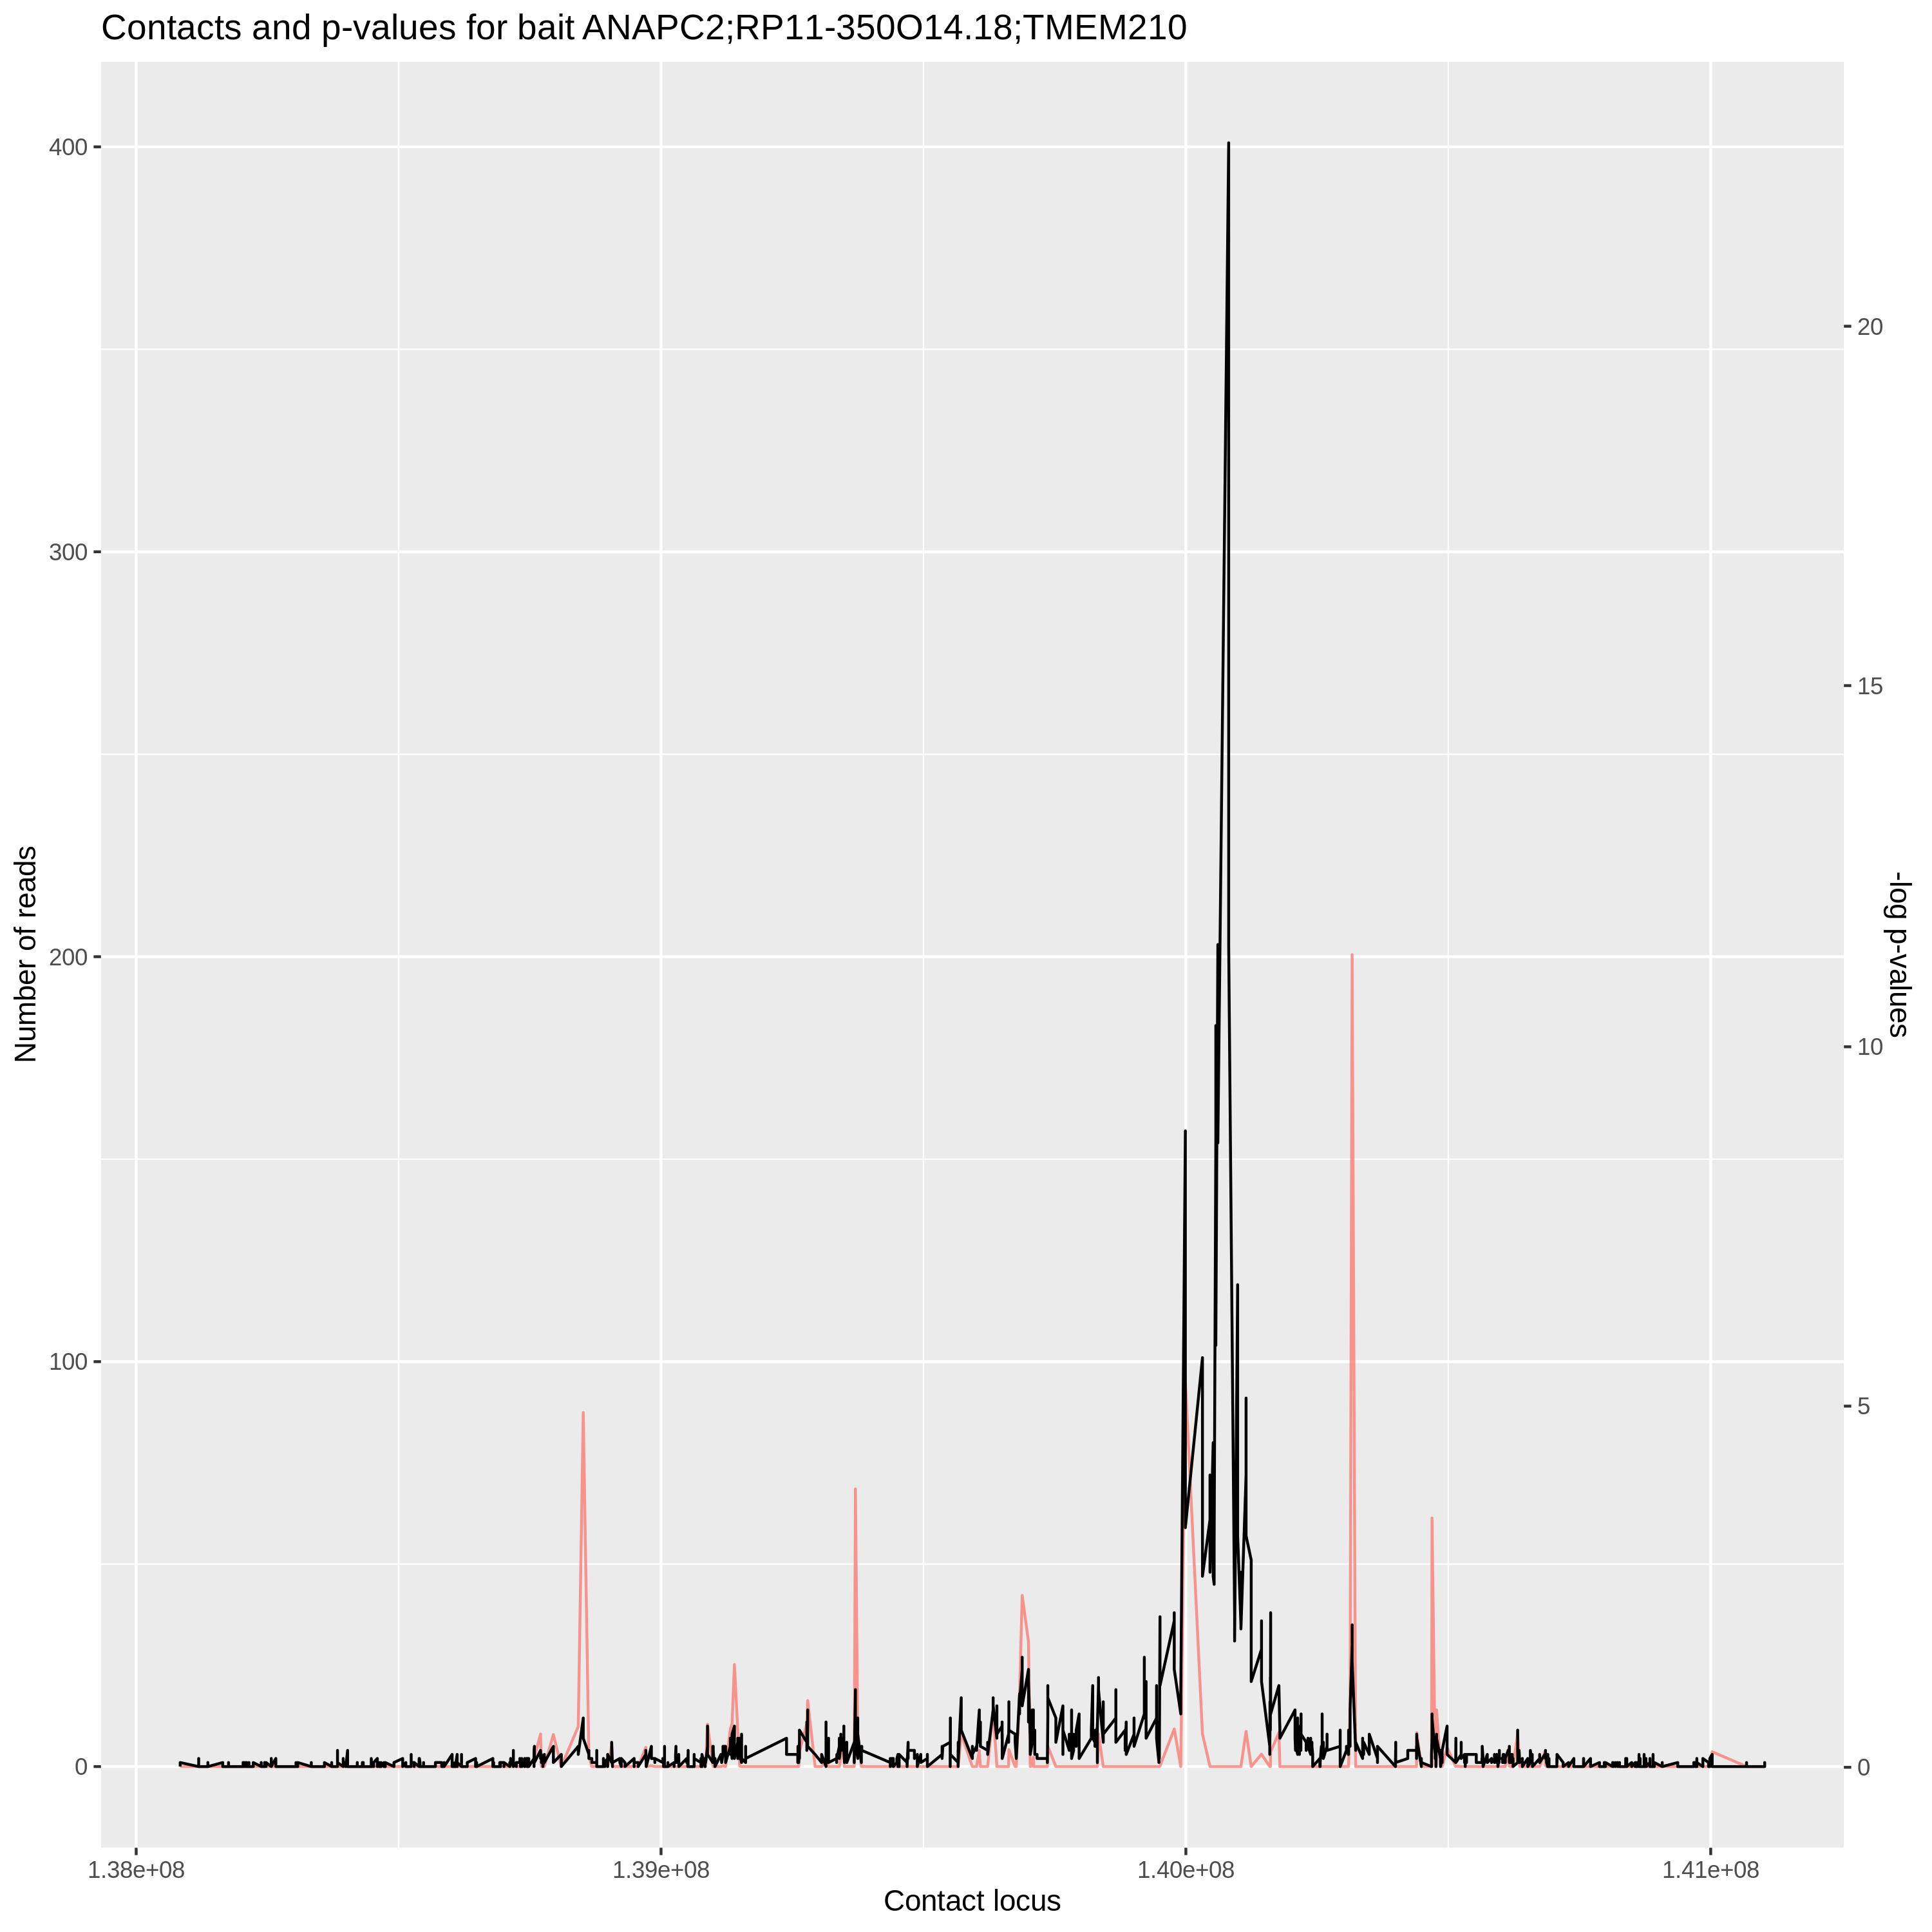 Contacts and p-values for bait ANAPC2;RP11-350O14.18;TMEM210
400
300
200
100
0
Number of reads
20
15
10
5
0
-log p-values
1.38e+08
1.39e+08
1.40e+08
1.41e+08
Contact locus